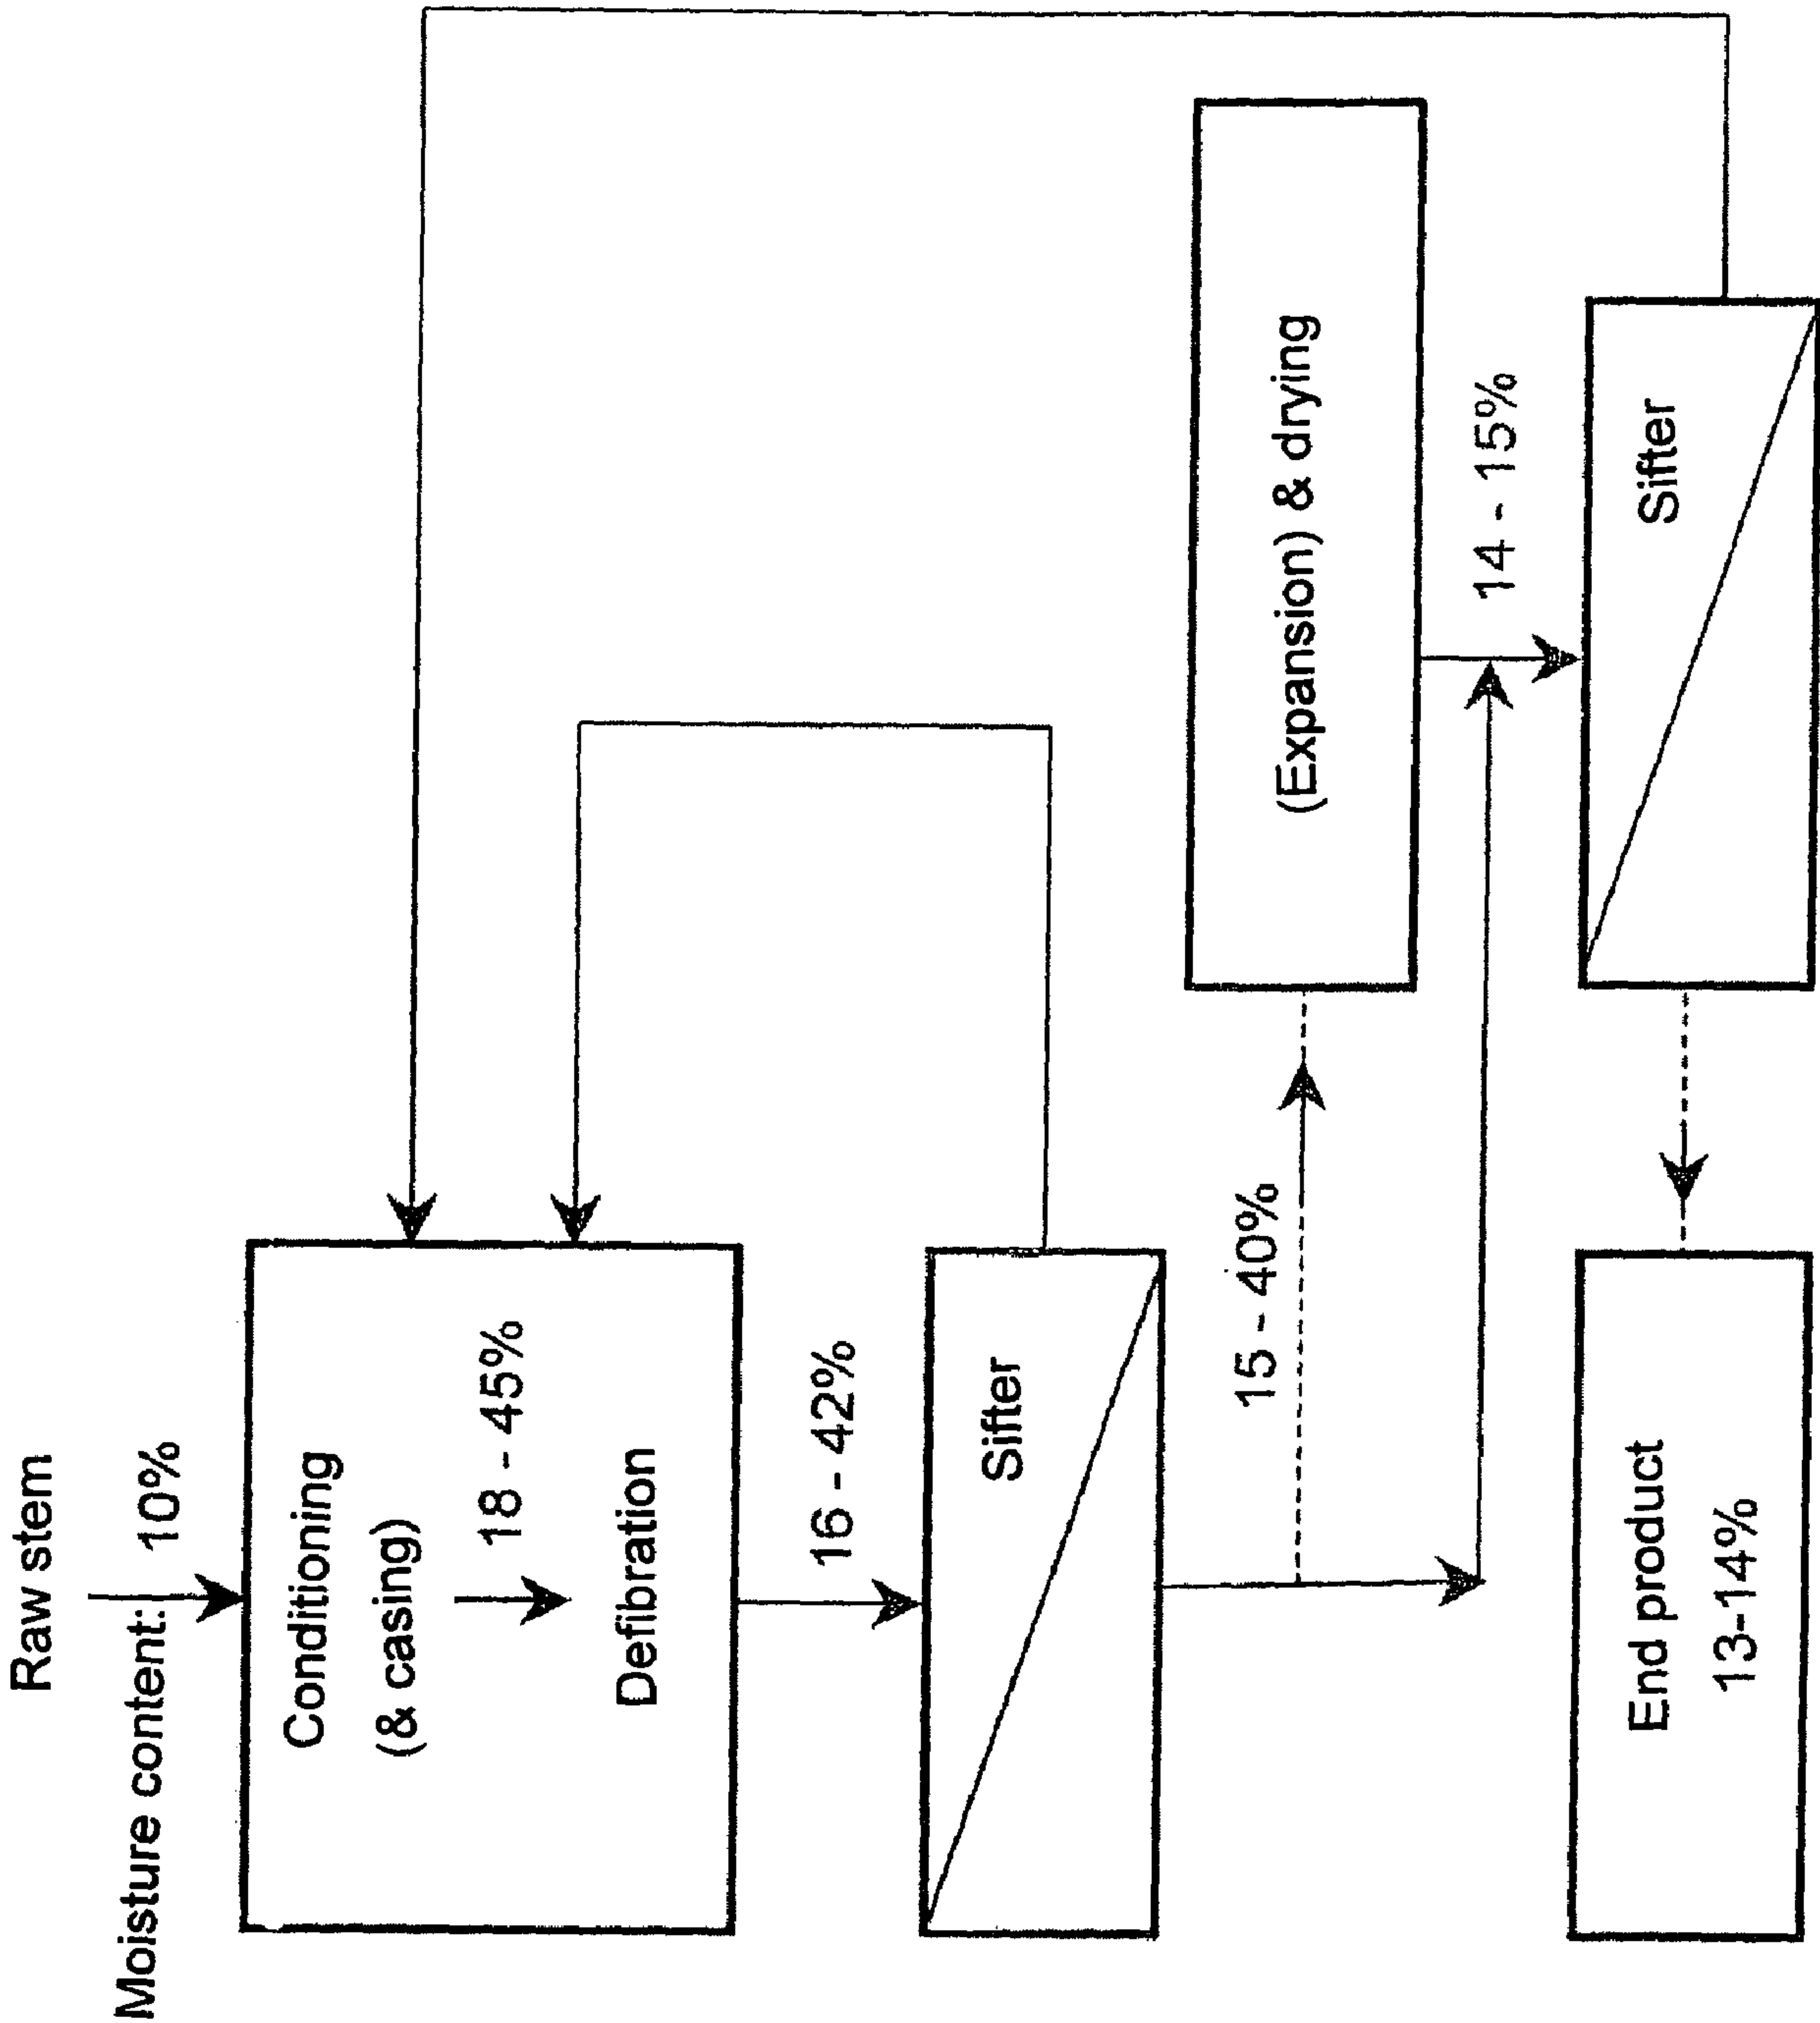 Raw stem
Moisture content: 10%
Conditioning
(& casing)
18 - 45%
Defibration
16 - 42%
Sifter
15 - 40%
(Expansion) & drying
14 - 15%
Sifter
End product
13-14%